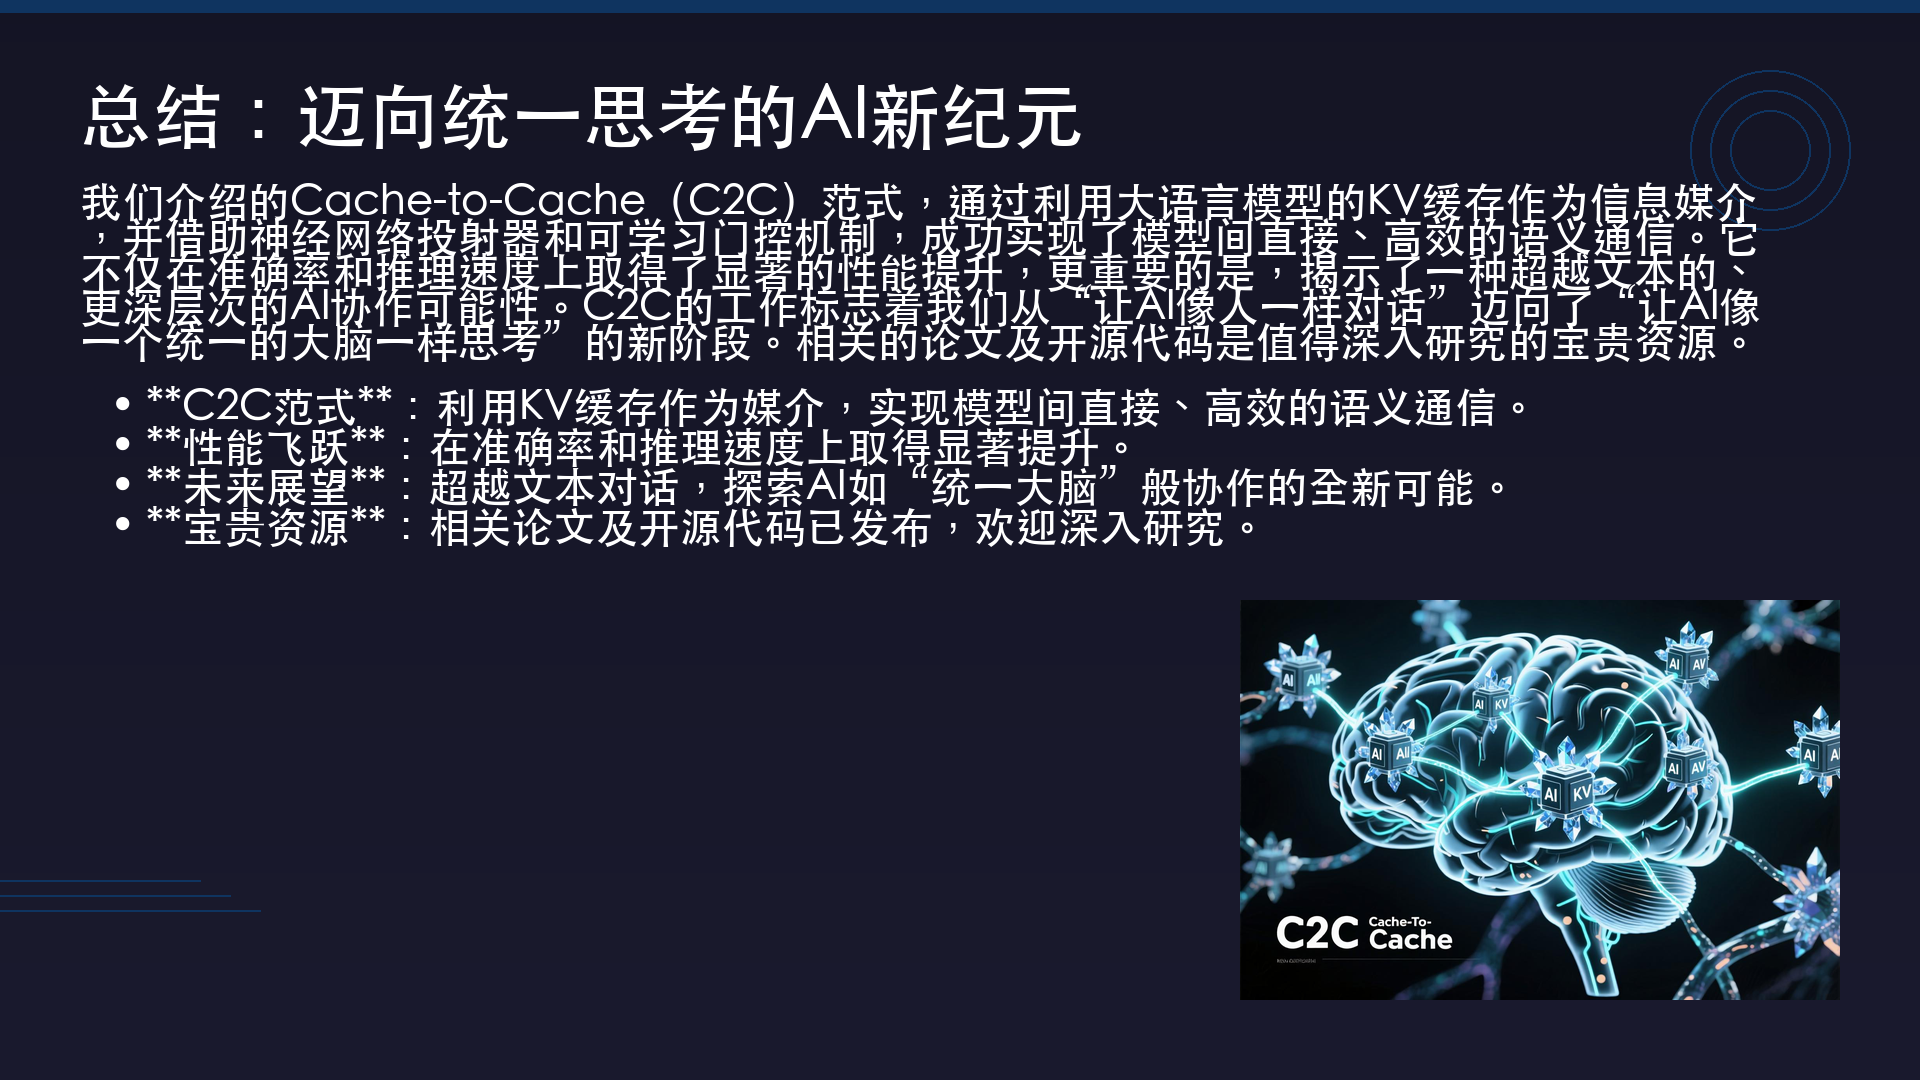 总结：迈向统一思考的AI新纪元
我们介绍的Cache-to-Cache（C2C）范式，通过利用大语言模型的KV缓存作为信息媒介
，并借助神经网络投射器和可学习门控机制，成功实现了模型间直接、高效的语义通信。它
不仅在准确率和推理速度上取得了显著的性能提升，更重要的是，揭示了一种超越文本的、
更深层次的AI协作可能性。C2C的工作标志着我们从“让AI像人一样对话”迈向了“让AI像
一个统一的大脑一样思考”的新阶段。相关的论文及开源代码是值得深入研究的宝贵资源。
• **C2C范式**：利用KV缓存作为媒介，实现模型间直接、高效的语义通信。
• **性能飞跃**：在准确率和推理速度上取得显著提升。
• **未来展望**：超越文本对话，探索AI如“统一大脑”般协作的全新可能。
• **宝贵资源**：相关论文及开源代码已发布，欢迎深入研究。
AI AV
AI All
AI KV
AI All
AI AV
AI
AI KV
C2C Cache-To-
Cache